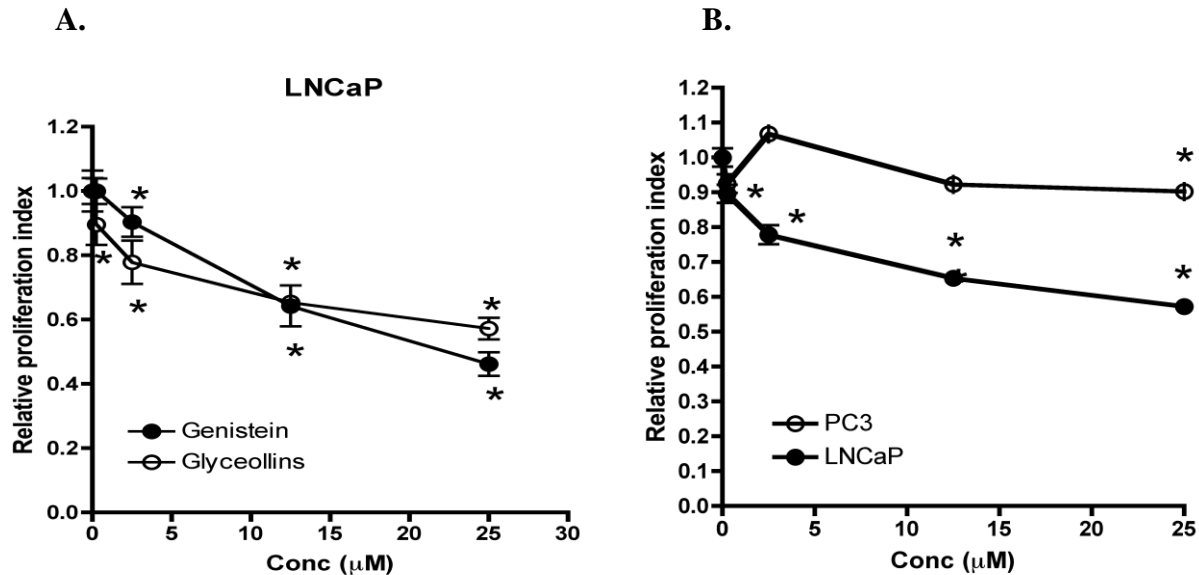 A.
LNCaP
Relative proliferation index
1.2
1.0
0.8
0.6
0.4
0.2
0.0
* * * * * * *
Genistein
Glyceollins
0 5 10 15 20 25 30
Conc (μM)
B.
Relative proliferation index
1.2
1.1
1.0
0.9
0.8
0.7
0.6
0.5
0.4
0.3
0.2
0.1
0.0
* * * * * *
PC3
LNCaP
0 5 10 15 20 25
Conc (μM)